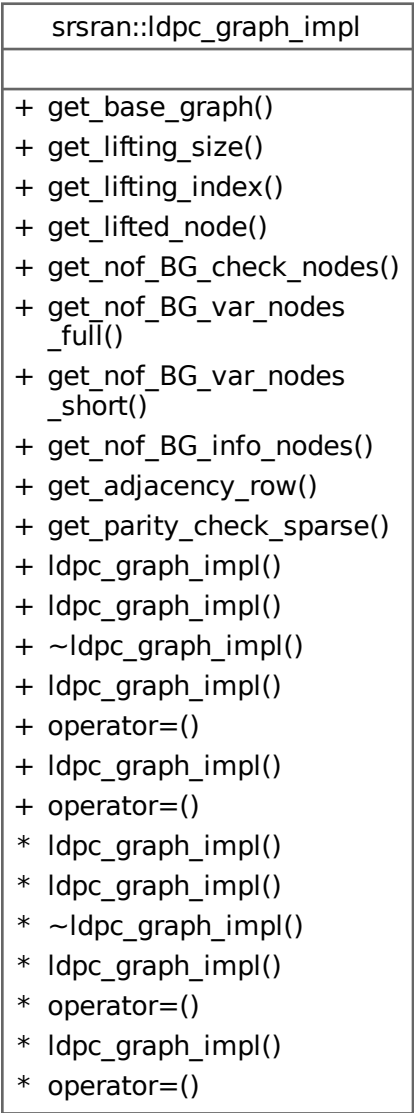 srsran::ldpc_graph_impl
+ get_base_graph()
+ get_lifting_size()
+ get_lifting_index()
+ get_lifted_node()
+ get_nof_BG_check_nodes()
+ get_nof_BG_var_nodes
_full()
+ get_nof_BG_var_nodes
_short()
+ get_nof_BG_info_nodes()
+ get_adjacency_row()
+ get_parity_check_sparse()
+ ldpc_graph_impl()
+ ldpc_graph_impl()
+ ~ldpc_graph_impl()
+ ldpc_graph_impl()
+ operator=()
+ ldpc_graph_impl()
+ operator=()
* ldpc_graph_impl()
* ldpc_graph_impl()
* ~ldpc_graph_impl()
* ldpc_graph_impl()
* operator=()
* ldpc_graph_impl()
* operator=()